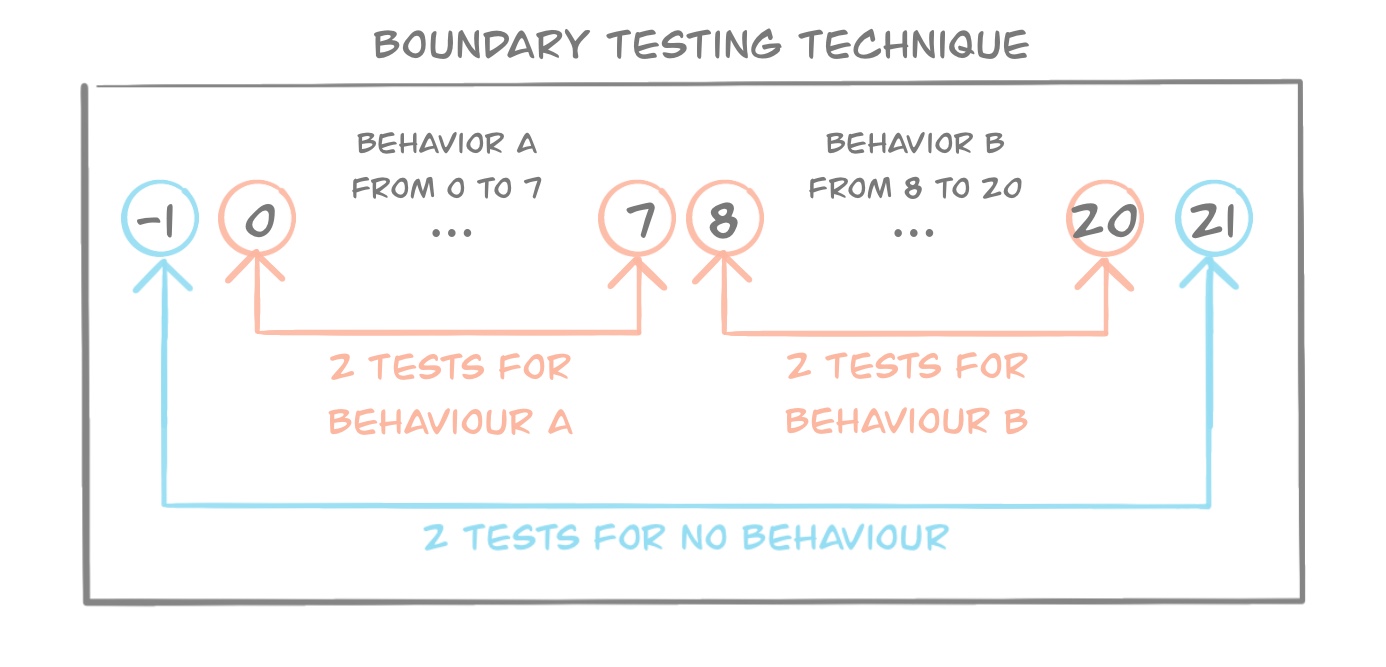 BOUNDARY TESTING TECHNIQUE
BEHAVIOR A
FROM 0 TO 7
...
BEHAVIOR B
FROM 8 TO 20
...
-1 0 7 8 20 21
2 TESTS FOR
BEHAVIOUR A
2 TESTS FOR
BEHAVIOUR B
2 TESTS FOR NO BEHAVIOUR